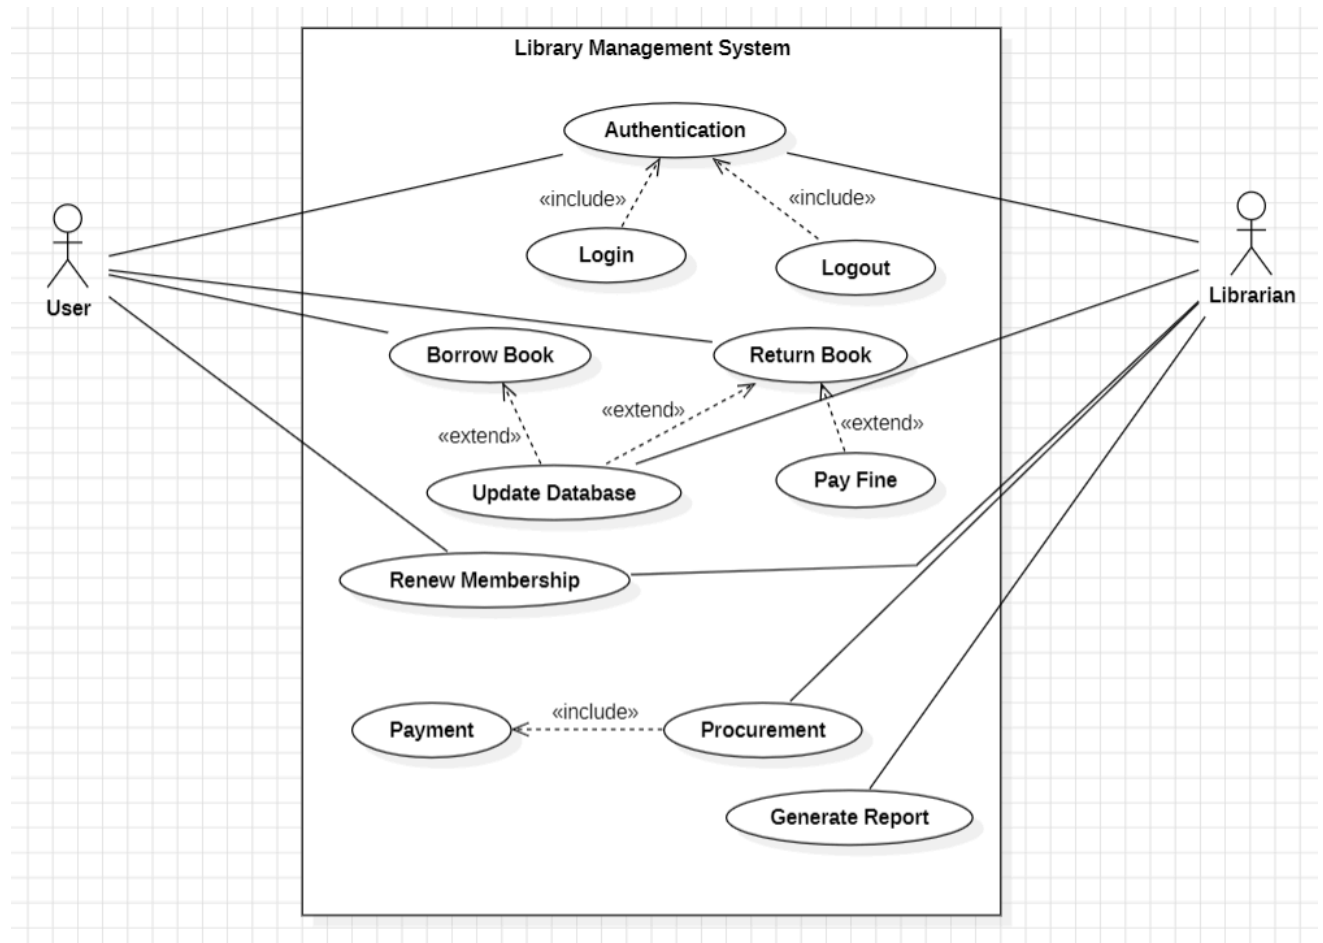 Library Management System
Authentication
«include»
«include»
Login
Logout
User
Librarian
Borrow Book
Return Book
«extend»
«extend»
«extend»
Update Database
Pay Fine
Renew Membership
«include»
Payment
Procurement
Generate Report